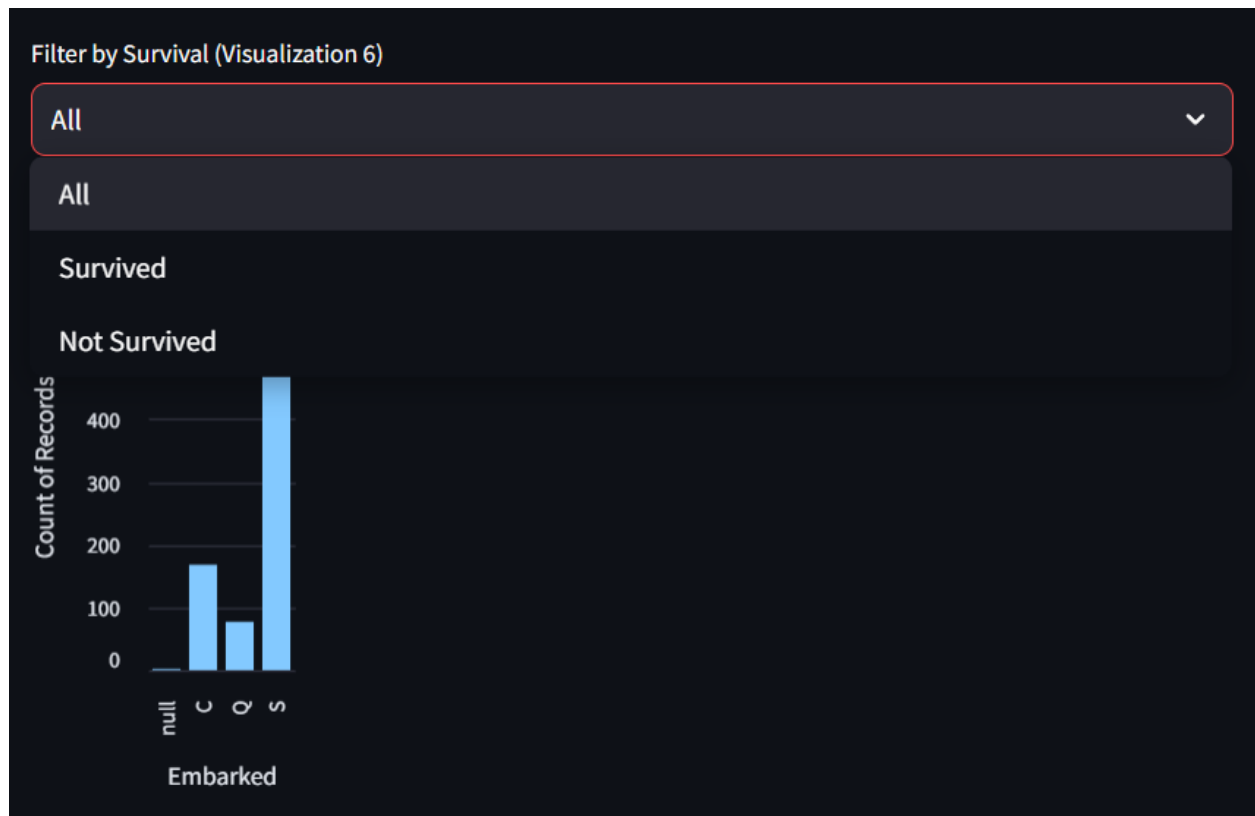 Filter by Survival (Visualization 6)
All
All
Survived
Not Survived
Count of Records
400
300
200
100
0
null
C
Q
S
Embarked